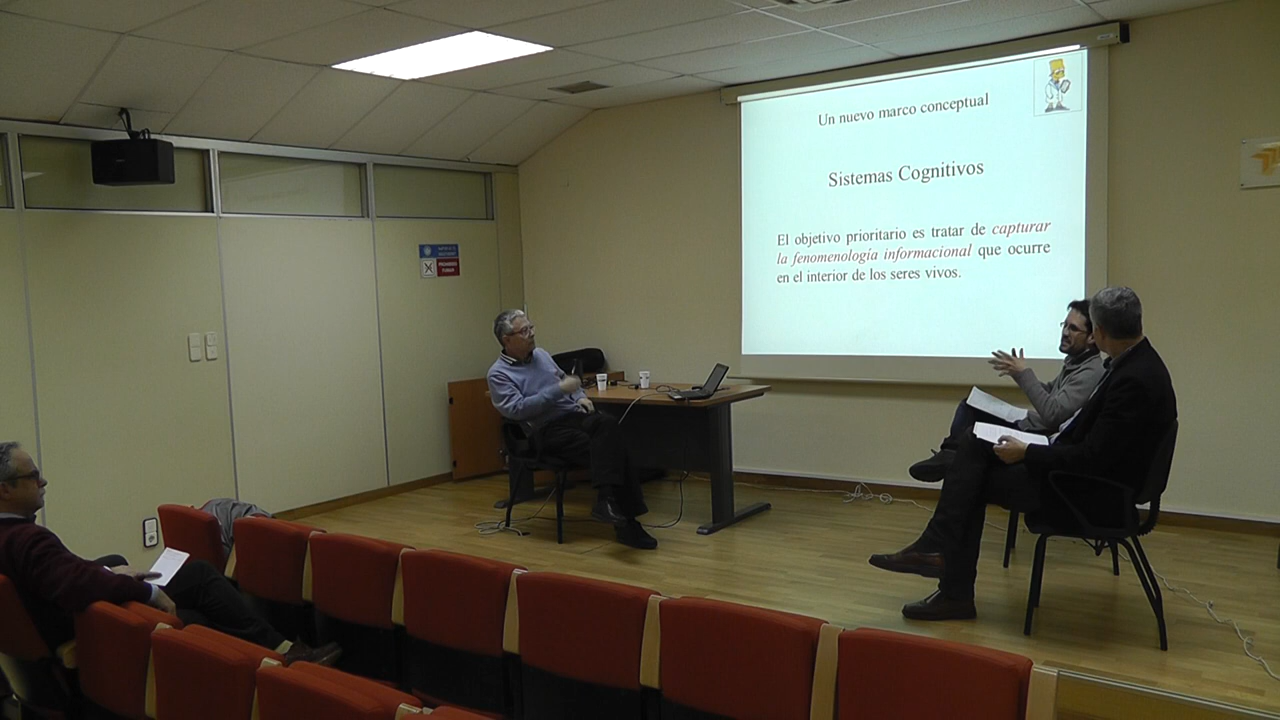 Un nuevo marco conceptual
Sistemas Cognitivos
El objetivo prioritario es tratar de capturar
la fenomenología informacional que ocurre
en el interior de los seres vivos.